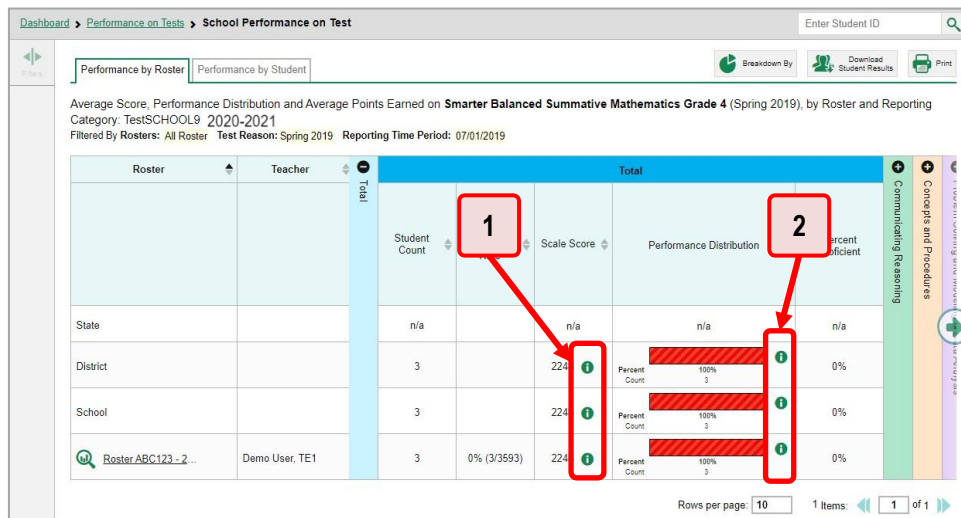 Dashboard > Performance on Tests > School Performance on Test
Enter Student ID
Filters
Performance by Roster
Performance by Student
Breakdown By
Download
Student Results
Print
Average Score, Performance Distribution and Average Points Earned on Smarter Balanced Summative Mathematics Grade 4 (Spring 2019), by Roster and Reporting
Category: TestSCHOOL9 2020-2021
Filtered By Rosters: All Roster Test Reason: Spring 2019 Reporting Time Period: 07/01/2019
Roster
Teacher
Total
Total
Student
Count
1
Scale Score
Performance Distribution
2
Communicating Reasoning
Concepts and Procedures
State
n/a
n/a
n/a
n/a
District
3
224
Percent 100%
Count 3
0%
School
3
224
Percent 100%
Count 3
0%
Roster ABC123 - 2...
Demo User, TE1
3
0% (3/3593)
224
Percent 100%
Count 3
0%
Rows per page: 10 1 Items: 1 of 1